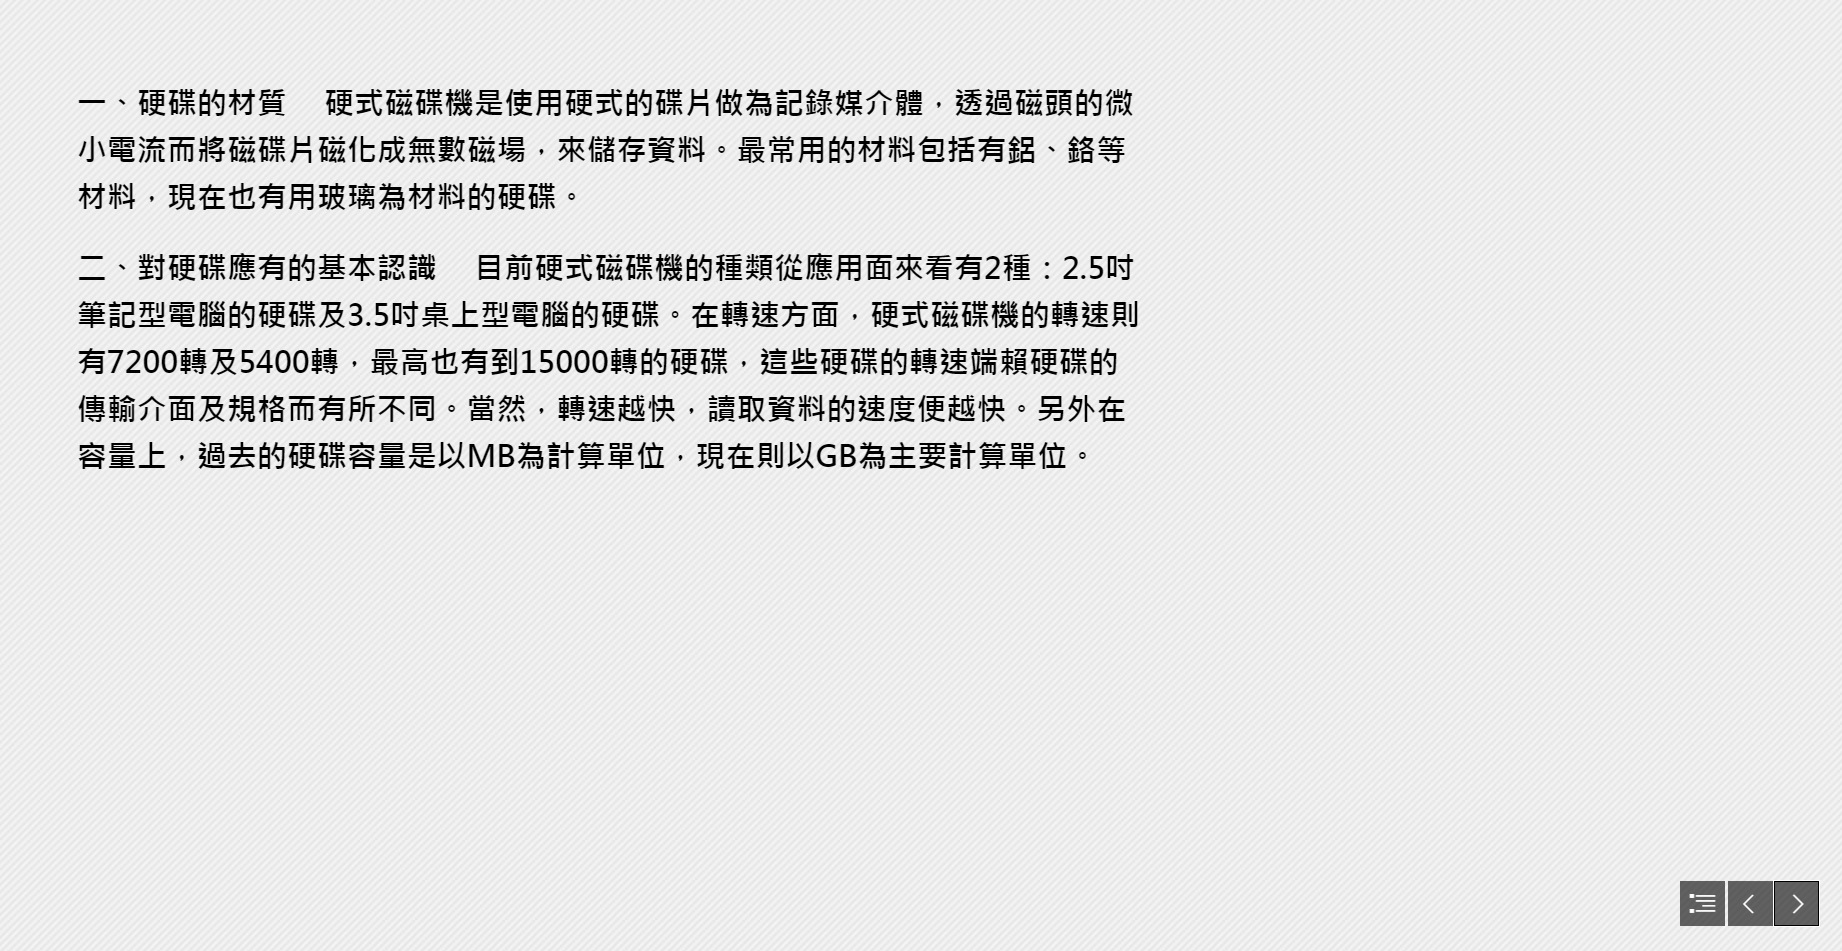 一、硬碟的材質　硬式磁碟機是使用硬式的碟片做為記錄媒介體，透過磁頭的微
小電流而將磁碟片磁化成無數磁場，來儲存資料。最常用的材料包括有鋁、鉻等
材料，現在也有用玻璃為材料的硬碟。
二、對硬碟應有的基本認識　目前硬式磁碟機的種類從應用面來看有2種：2.5吋
筆記型電腦的硬碟及3.5吋桌上型電腦的硬碟。在轉速方面，硬式磁碟機的轉速則
有7200轉及5400轉，最高也有到15000轉的硬碟，這些硬碟的轉速端賴硬碟的
傳輸介面及規格而有所不同。當然，轉速越快，讀取資料的速度便越快。另外在
容量上，過去的硬碟容量是以MB為計算單位，現在則以GB為主要計算單位。